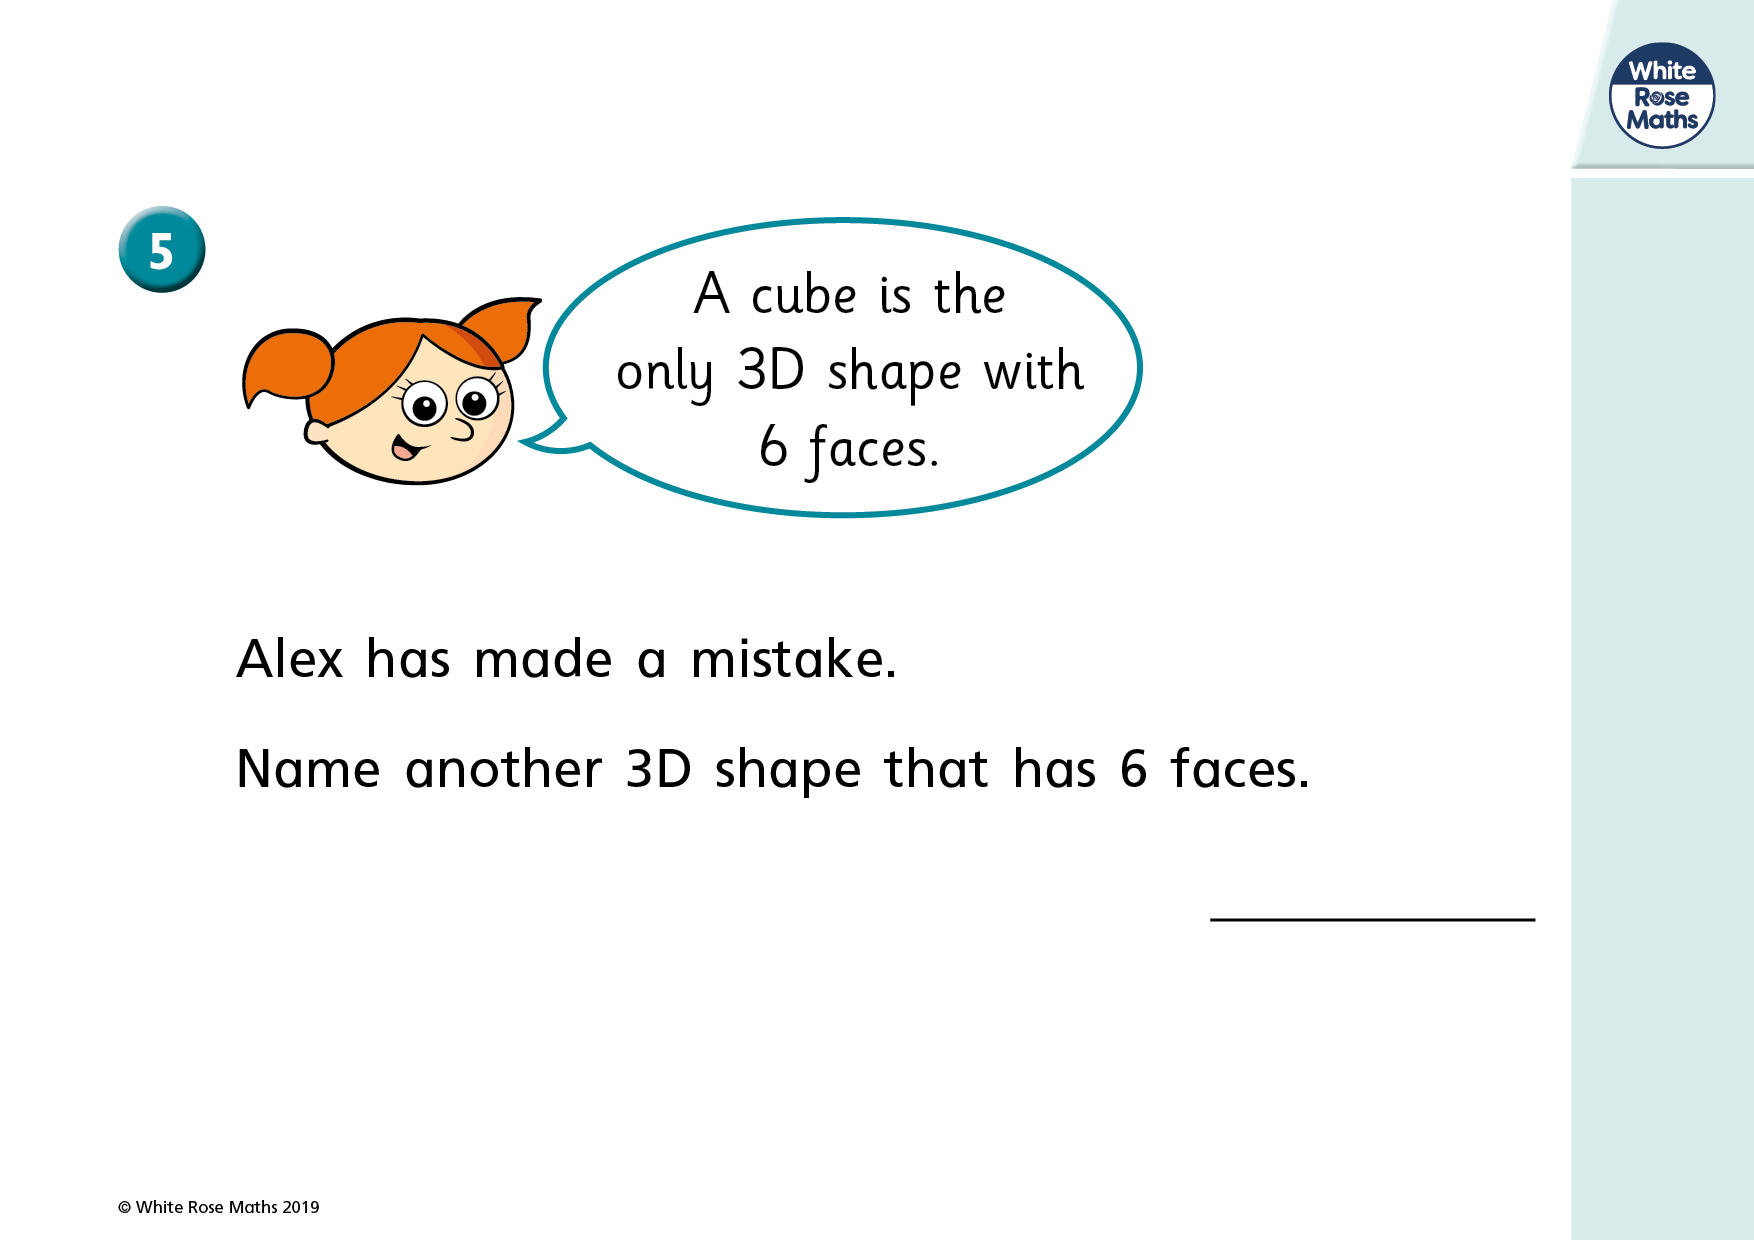 White
Rose
Maths
5
A cube is the
only 3D shape with
6 faces.
Alex has made a mistake.
Name another 3D shape that has 6 faces.
© White Rose Maths 2019